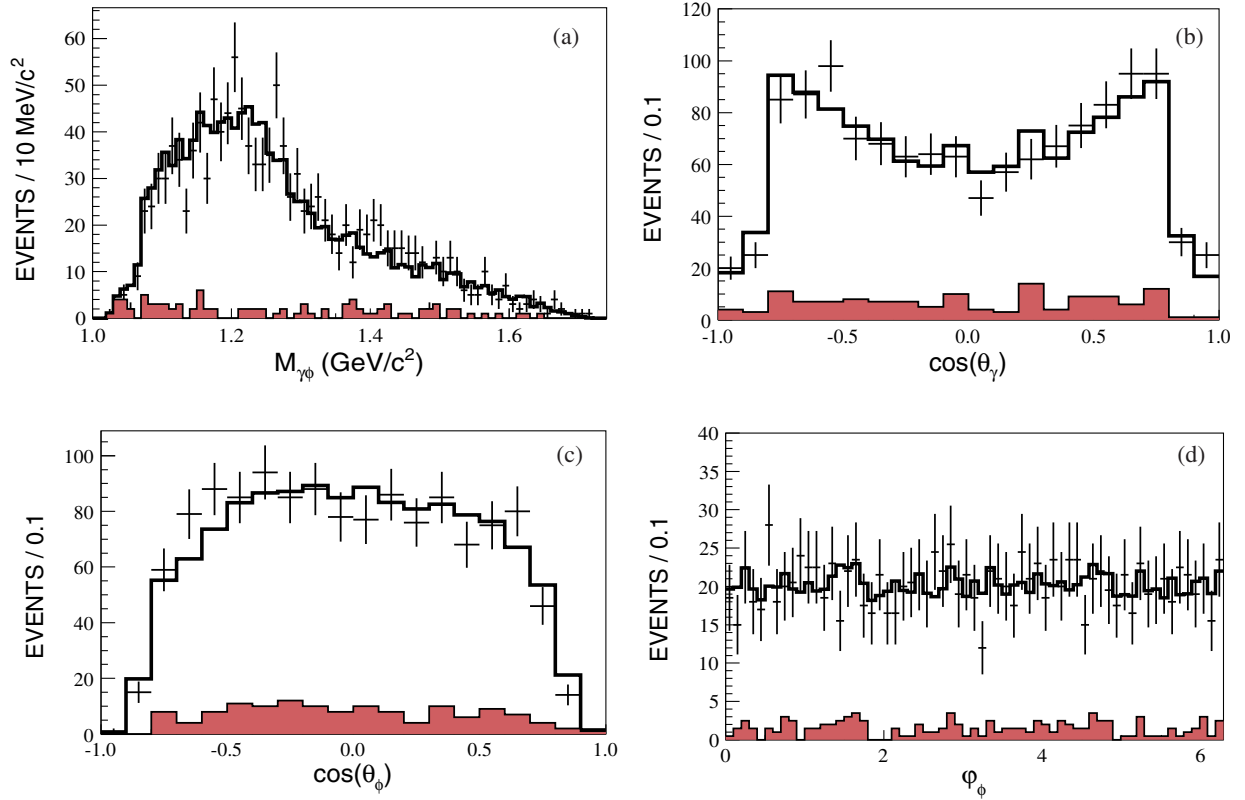 (a)
EVENTS / 10 MeV/c²
60
50
40
30
20
10
0
1.0 1.2 1.4 1.6
M_γϕ (GeV/c²)
(b)
EVENTS / 0.1
120
100
80
60
40
20
0
-1.0 -0.5 0.0 0.5 1.0
cos(θ_γ)
(c)
EVENTS / 0.1
100
80
60
40
20
0
-1.0 -0.5 0.0 0.5 1.0
cos(θ_ϕ)
(d)
EVENTS / 0.1
40
35
30
25
20
15
10
5
0
0 2 4 6
φ_ϕ